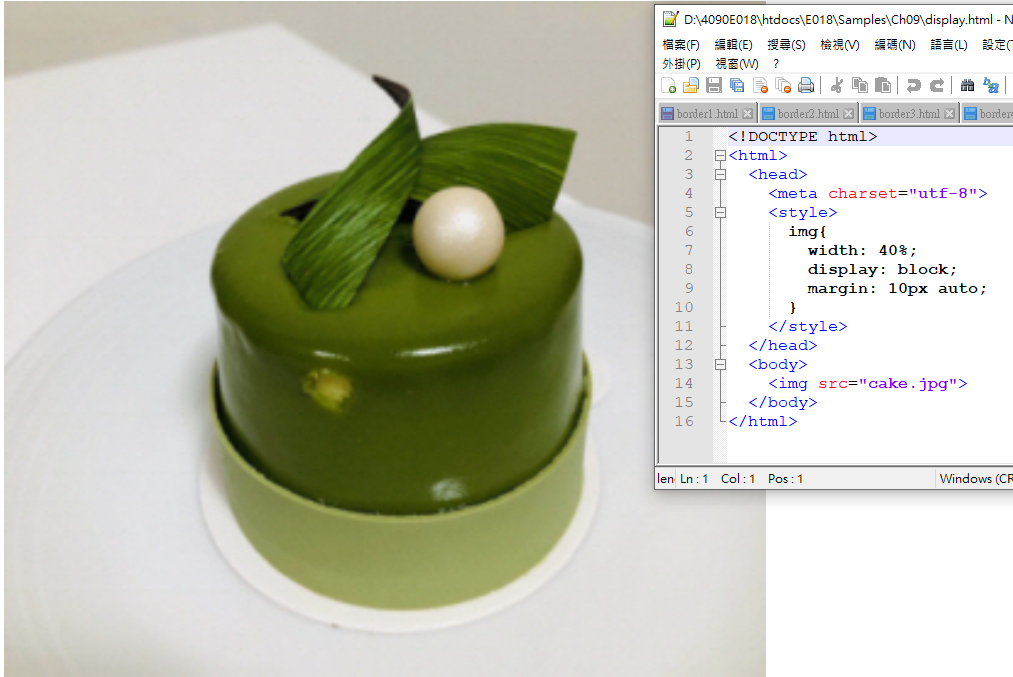 D:\4090E018\htdocs\E018\Samples\Ch09\display.html - N
檔案(F) 編輯(E) 搜尋(S) 檢視(V) 編碼(N) 語言(L) 設定(T
外掛(P) 視窗(W) ?
border1.html border2.html border3.html border
1 <!DOCTYPE html>
2 <html>
3 <head>
4 <meta charset="utf-8">
5 <style>
6 img{
7 width: 40%;
8 display: block;
9 margin: 10px auto;
10 }
11 </style>
12 </head>
13 <body>
14 <img src="cake.jpg">
15 </body>
16 </html>
len Ln : 1 Col : 1 Pos : 1 Windows (CR